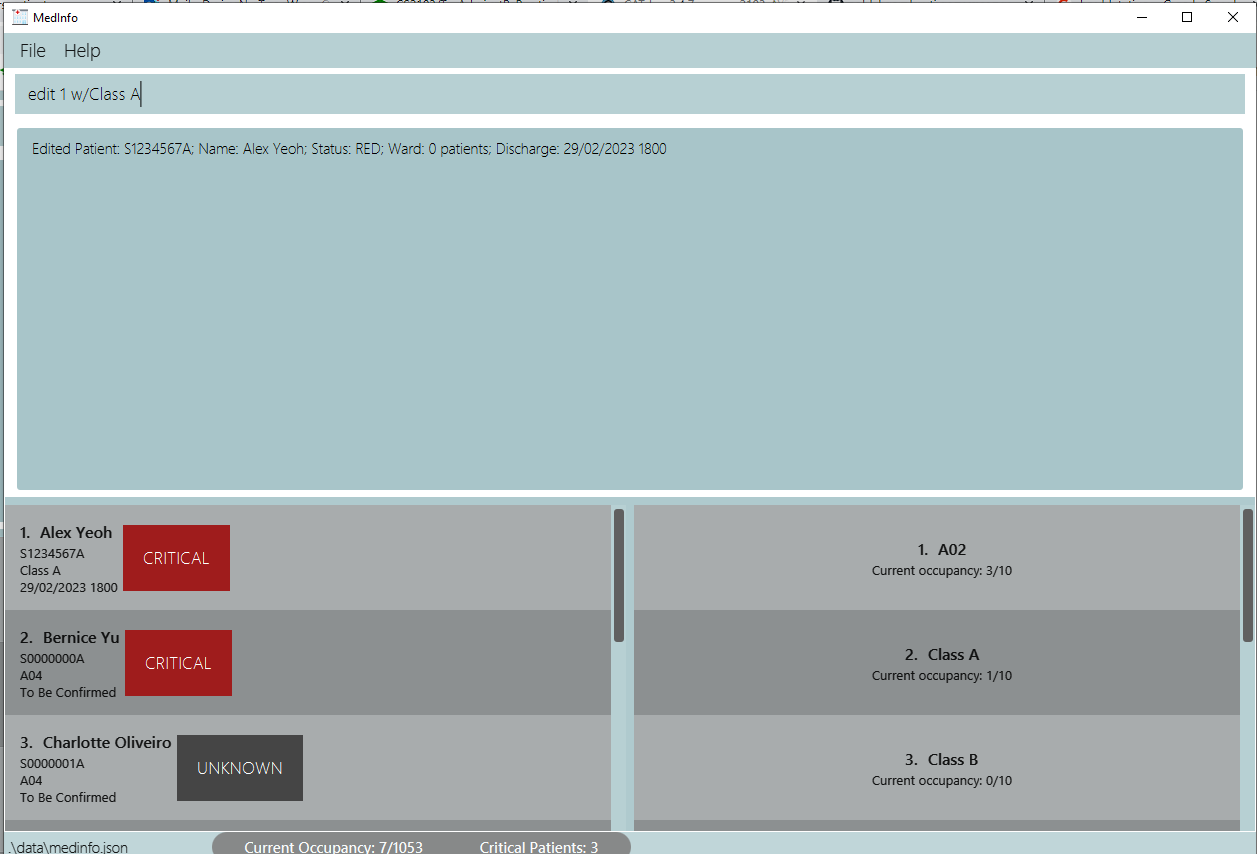 MedInfo
File Help
edit 1 w/Class A
Edited Patient: S1234567A; Name: Alex Yeoh; Status: RED; Ward: 0 patients; Discharge: 29/02/2023 1800
1. Alex Yeoh
S1234567A
Class A
29/02/2023 1800
CRITICAL
2. Bernice Yu
S0000000A
A04
To Be Confirmed
CRITICAL
3. Charlotte Oliveiro
S0000001A
A04
To Be Confirmed
UNKNOWN
1. A02
Current occupancy: 3/10
2. Class A
Current occupancy: 1/10
3. Class B
Current occupancy: 0/10
.\data\medinfo.json
Current Occupancy: 7/1053 Critical Patients: 3